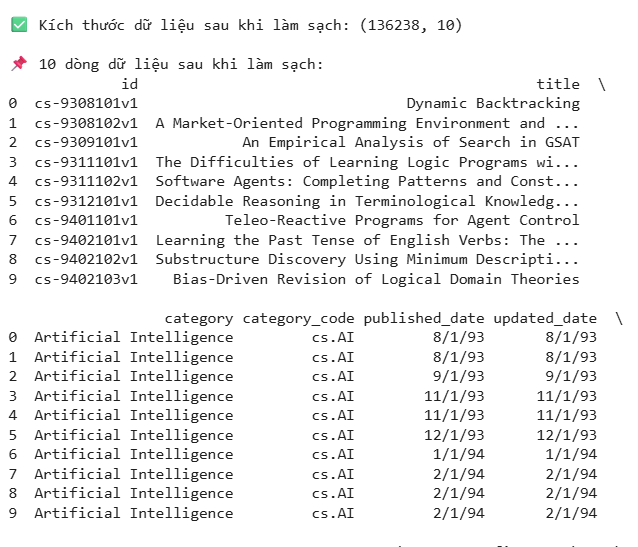 ✅ Kích thước dữ liệu sau khi làm sạch: (136238, 10)
📌 10 dòng dữ liệu sau khi làm sạch:
id title \
0 cs-9308101v1 Dynamic Backtracking
1 cs-9308102v1 A Market-Oriented Programming Environment and ...
2 cs-9309101v1 An Empirical Analysis of Search in GSAT
3 cs-9311101v1 The Difficulties of Learning Logic Programs wi...
4 cs-9311102v1 Software Agents: Completing Patterns and Const...
5 cs-9312101v1 Decidable Reasoning in Terminological Knowledg...
6 cs-9401101v1 Teleo-Reactive Programs for Agent Control
7 cs-9402101v1 Learning the Past Tense of English Verbs: The ...
8 cs-9402102v1 Substructure Discovery Using Minimum Descripti...
9 cs-9402103v1 Bias-Driven Revision of Logical Domain Theories
category category_code published_date updated_date \
0 Artificial Intelligence cs.AI 8/1/93 8/1/93
1 Artificial Intelligence cs.AI 8/1/93 8/1/93
2 Artificial Intelligence cs.AI 9/1/93 9/1/93
3 Artificial Intelligence cs.AI 11/1/93 11/1/93
4 Artificial Intelligence cs.AI 11/1/93 11/1/93
5 Artificial Intelligence cs.AI 12/1/93 12/1/93
6 Artificial Intelligence cs.AI 1/1/94 1/1/94
7 Artificial Intelligence cs.AI 2/1/94 2/1/94
8 Artificial Intelligence cs.AI 2/1/94 2/1/94
9 Artificial Intelligence cs.AI 2/1/94 2/1/94